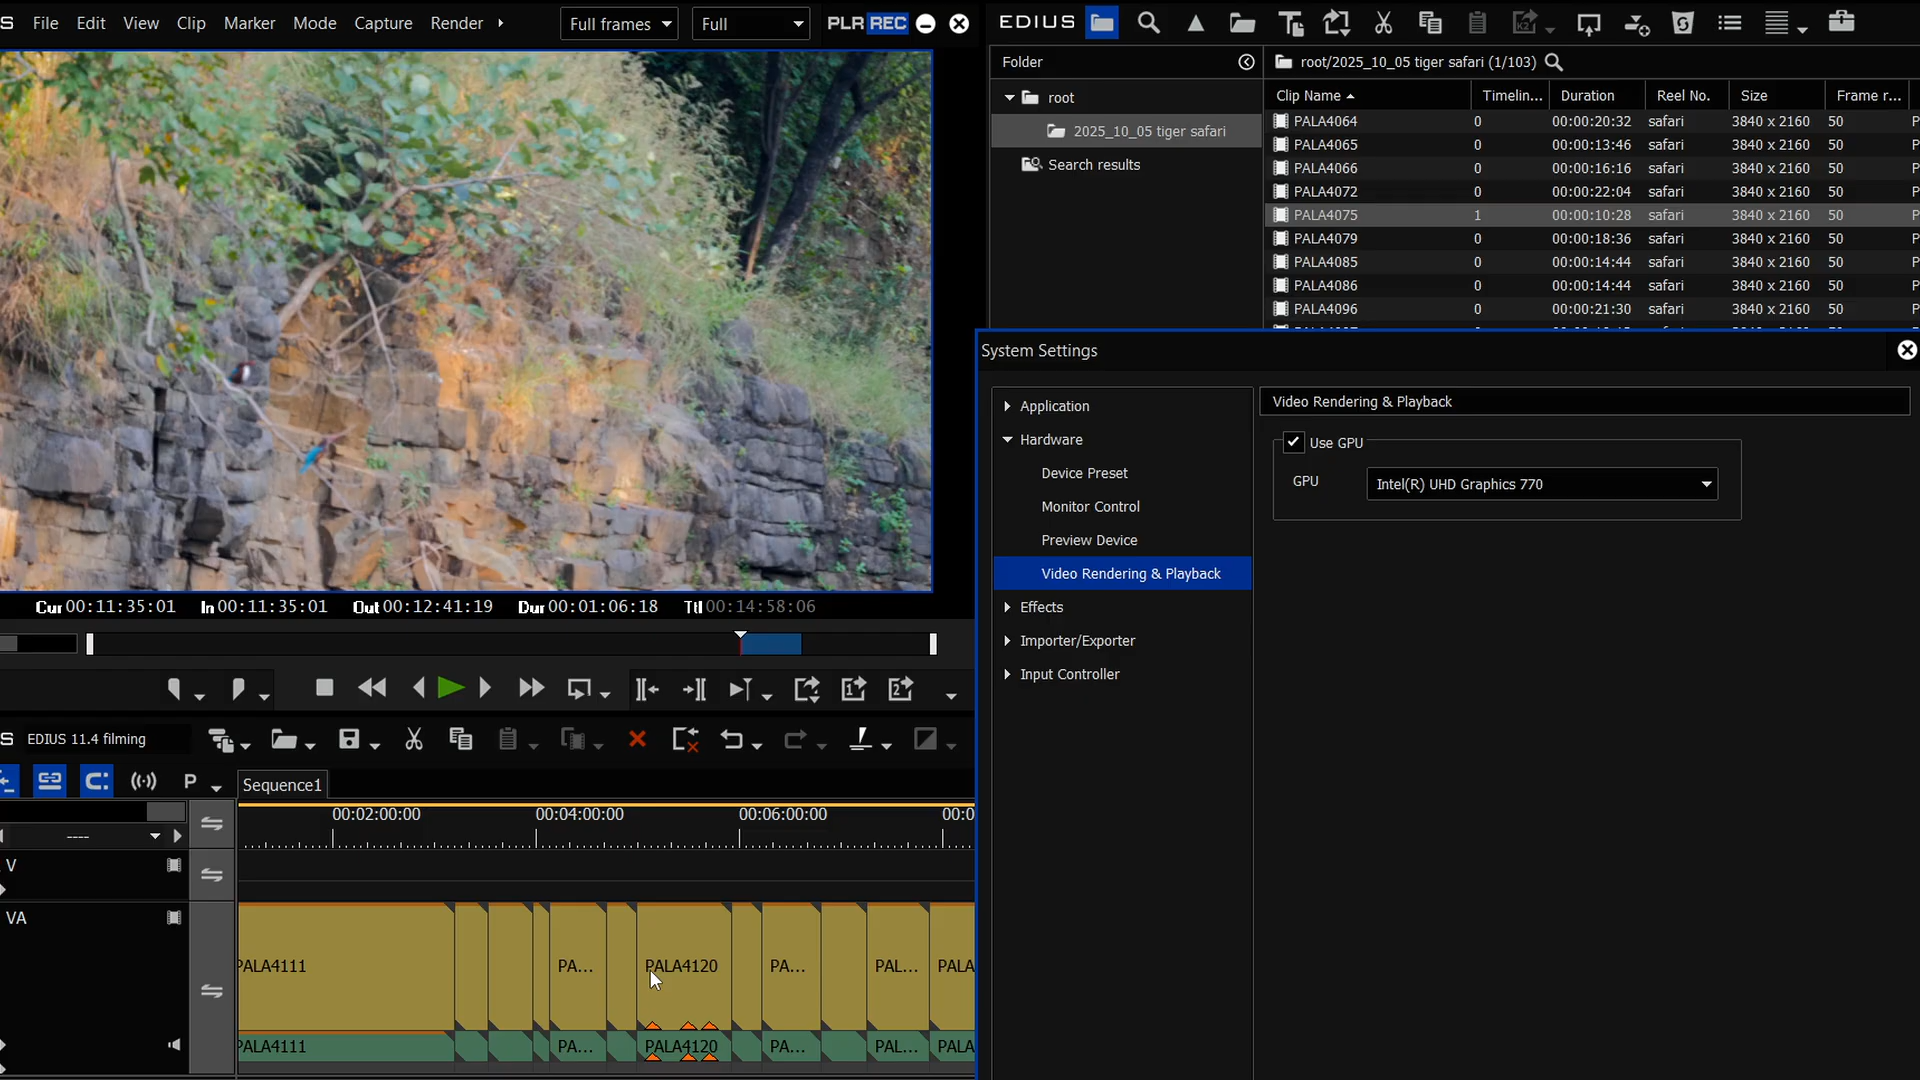 S File Edit View Clip Marker Mode Capture Render Full frames Full PLR REC
EDIUS
Folder
root/2025_10_05 tiger safari (1/103)
root
2025_10_05 tiger safari
Search results
Clip Name Timelin... Duration Reel No. Size Frame r...
PALA4064 0 00:00:20:32 safari 3840 x 2160 50 P
PALA4065 0 00:00:13:46 safari 3840 x 2160 50 P
PALA4066 0 00:00:16:16 safari 3840 x 2160 50 P
PALA4072 0 00:00:22:04 safari 3840 x 2160 50 P
PALA4075 1 00:00:10:28 safari 3840 x 2160 50 P
PALA4079 0 00:00:18:36 safari 3840 x 2160 50 P
PALA4085 0 00:00:14:44 safari 3840 x 2160 50 P
PALA4086 0 00:00:14:44 safari 3840 x 2160 50 P
PALA4096 0 00:00:21:30 safari 3840 x 2160 50 P
System Settings
Application
Hardware
Device Preset
Monitor Control
Preview Device
Video Rendering & Playback
Effects
Importer/Exporter
Input Controller
Video Rendering & Playback
Use GPU
GPU Intel(R) UHD Graphics 770
Cur 00:11:35:01 In 00:11:35:01 Out 00:12:41:19 Dur 00:01:06:18 Ttl 00:14:58:06
S EDIUS 11.4 filming
P Sequence1
00:02:00:00 00:04:00:00 00:06:00:00 00:0
----
V
VA
PALA4111 PA... PALA4120 PA... PAL... PALA
PALA4111 PA... PALA4120 PA... PAL... PALA